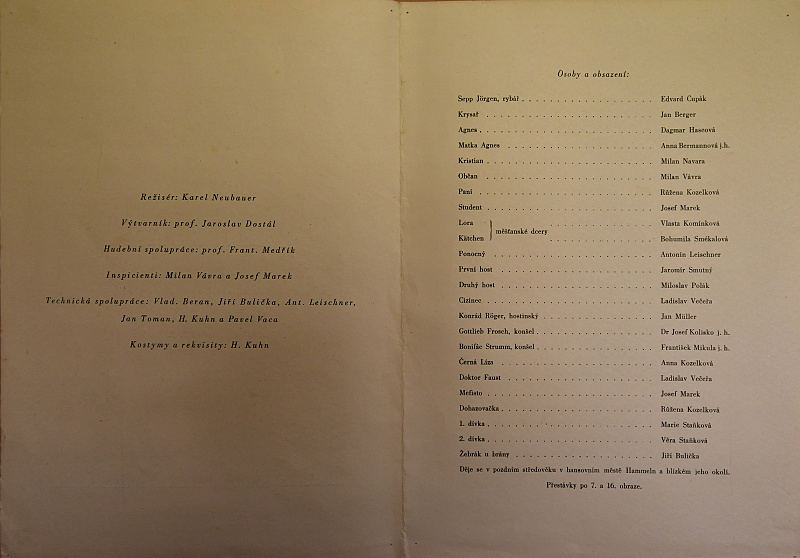 Režisér: Karel Neubauer
Výtvarník: prof. Jaroslav Dostál
Hudební spolupráce: prof. Frant. Medřík
Inspicienti: Milan Vávra a Josef Marek
Technická spolupráce: Vlad. Beran, Jiří Bulička, Ant. Leischner,
Jan Toman, H. Kuhn a Pavel Vaca
Kostymy a rekvisity: H. Kuhn
Osoby a obsazení:
Sepp Jörgen, rybář . . . . . . . . . . . . . . . . . . . Edvard Cupák
Krysař . . . . . . . . . . . . . . . . . . . Jan Berger
Agnes . . . . . . . . . . . . . . . . . . . Dagmar Haseová
Matka Agnes . . . . . . . . . . . . . . . . . . . Anna Bermannová j. h.
Kristian . . . . . . . . . . . . . . . . . . . Milan Navara
Občan . . . . . . . . . . . . . . . . . . . Milan Vávra
Paní . . . . . . . . . . . . . . . . . . . Růžena Kozelková
Student . . . . . . . . . . . . . . . . . . . Josef Marek
Lora . . . . . . . . . . . . . . . . . . . Vlasta Komínková
měšťanské dcery
Kätchen . . . . . . . . . . . . . . . . . . . Bohumila Smékalová
Ponocný . . . . . . . . . . . . . . . . . . . Antonín Leischner
První host . . . . . . . . . . . . . . . . . . . Jaromír Smutný
Druhý host . . . . . . . . . . . . . . . . . . . Miloslav Polák
Cizinec . . . . . . . . . . . . . . . . . . . Ladislav Večeřa
Konrád Röger, hostinský . . . . . . . . . . . . . . . . Jan Müller
Gottlieb Frosch, konšel . . . . . . . . . . . . . . . . Dr Josef Kolísko j. h.
Bonifác Strumm, konšel . . . . . . . . . . . . . . . . František Mikula j. h.
Černá Líza . . . . . . . . . . . . . . . . . . . Anna Kozelková
Doktor Faust . . . . . . . . . . . . . . . . . . . Ladislav Večeřa
Mefisto . . . . . . . . . . . . . . . . . . . Josef Marek
Dohazovačka . . . . . . . . . . . . . . . . . . . Růžena Kozelková
1. dívka . . . . . . . . . . . . . . . . . . . Marie Staňková
2. dívka . . . . . . . . . . . . . . . . . . . Věra Staňková
Žebrák u brány . . . . . . . . . . . . . . . . . . . Jiří Bulička
Děje se v pozdním středověku v hansovním městě Hammeln a blízkém jeho okolí.
Přestávky po 7. a 16. obraze.